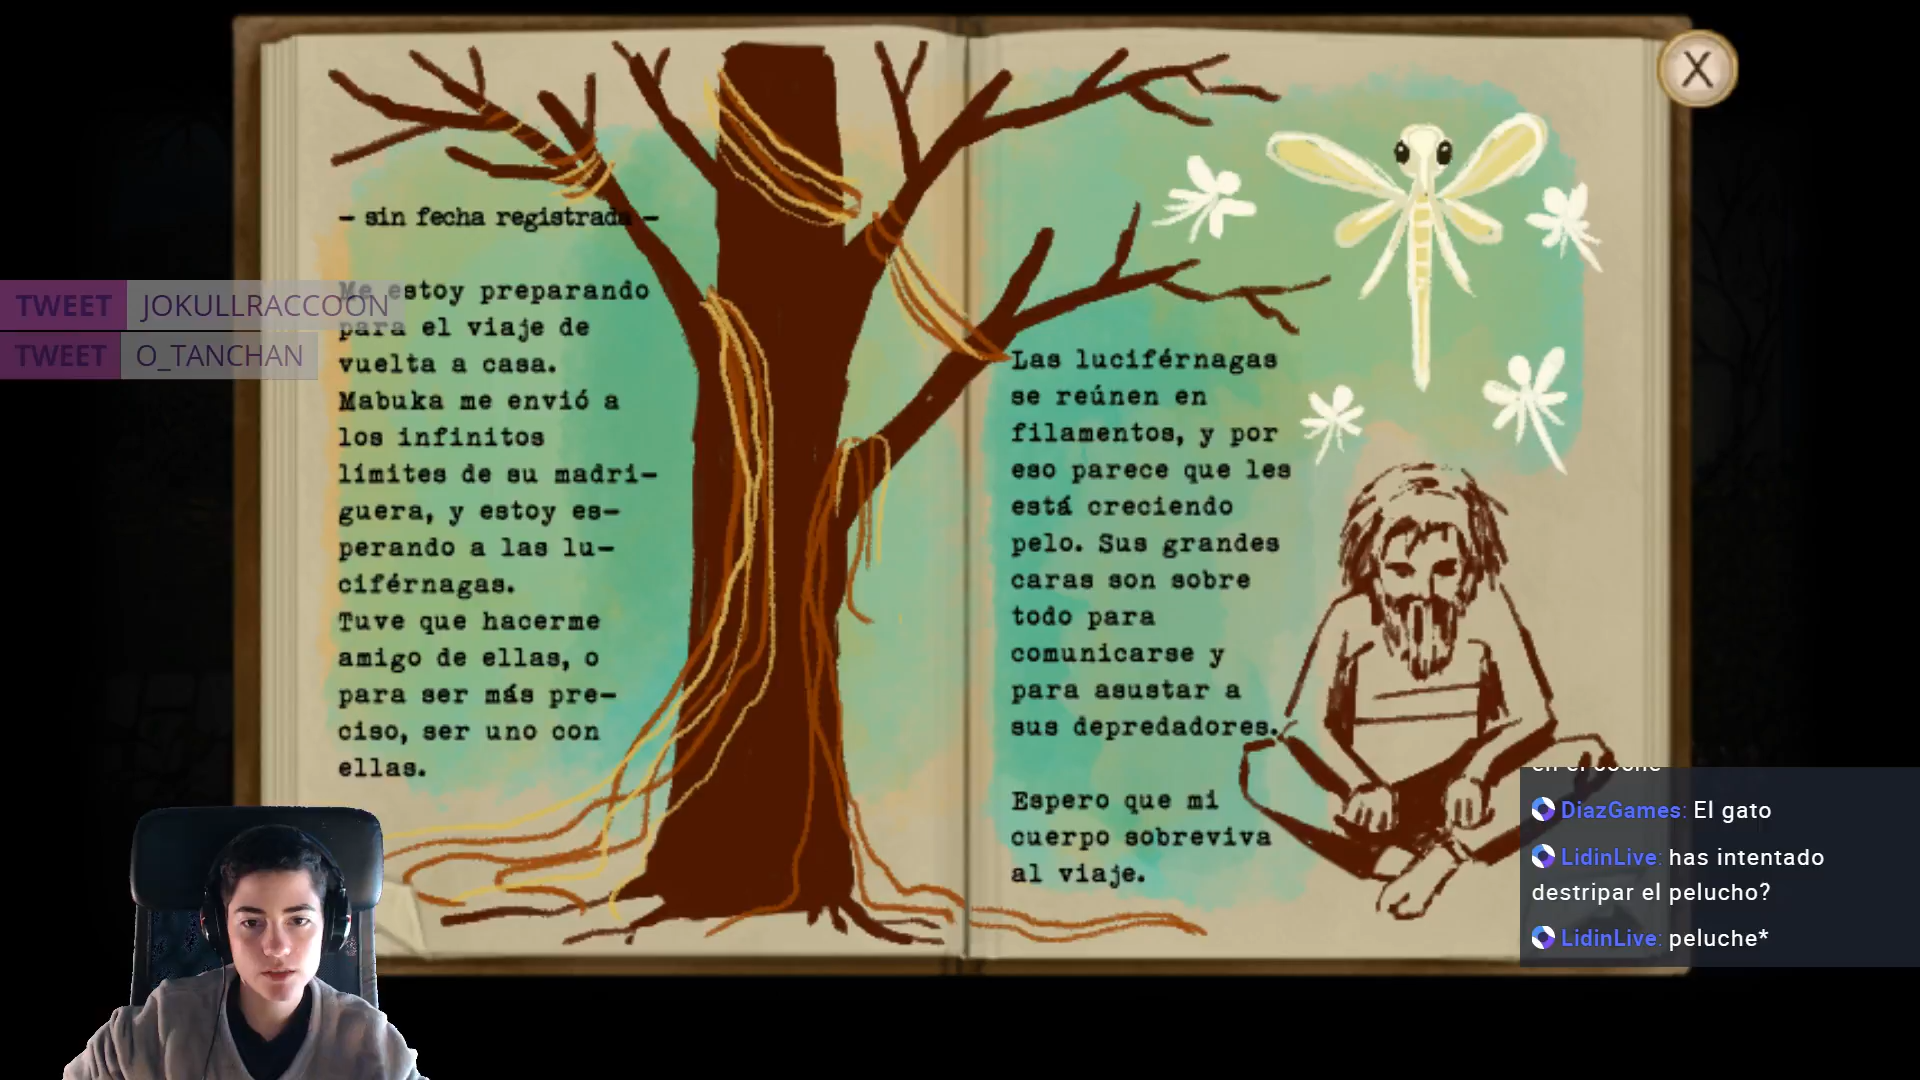 X
– sin fecha registrada –
Me estoy preparando
para el viaje de
vuelta a casa.
Mabuka me envió a
los infinitos
limites de su madri-
guera, y estoy es-
perando a las lu-
ciférnagas.
Tuve que hacerme
amigo de ellas, o
para ser más pre-
ciso, ser uno con
ellas.
Las luciférnagas
se reúnen en
filamentos, y por
eso parece que les
está creciendo
pelo. Sus grandes
caras son sobre
todo para
comunicarse y
para asustar a
sus depredadores.
Espero que mi
cuerpo sobreviva
al viaje.
TWEET JOKULLRACCOON
TWEET O_TANCHAN
DiazGames: El gato
LidinLive: has intentado
destripar el pelucho?
LidinLive: peluche*